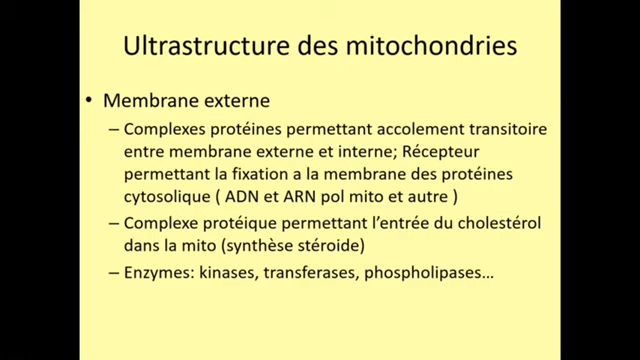 Ultrastructure des mitochondries
• Membrane externe
– Complexes protéines permettant accolement transitoire
entre membrane externe et interne; Récepteur
permettant la fixation a la membrane des protéines
cytosolique ( ADN et ARN pol mito et autre )
– Complexe protéique permettant l'entrée du cholestérol
dans la mito (synthèse stéroide)
– Enzymes: kinases, transferases, phospholipases…